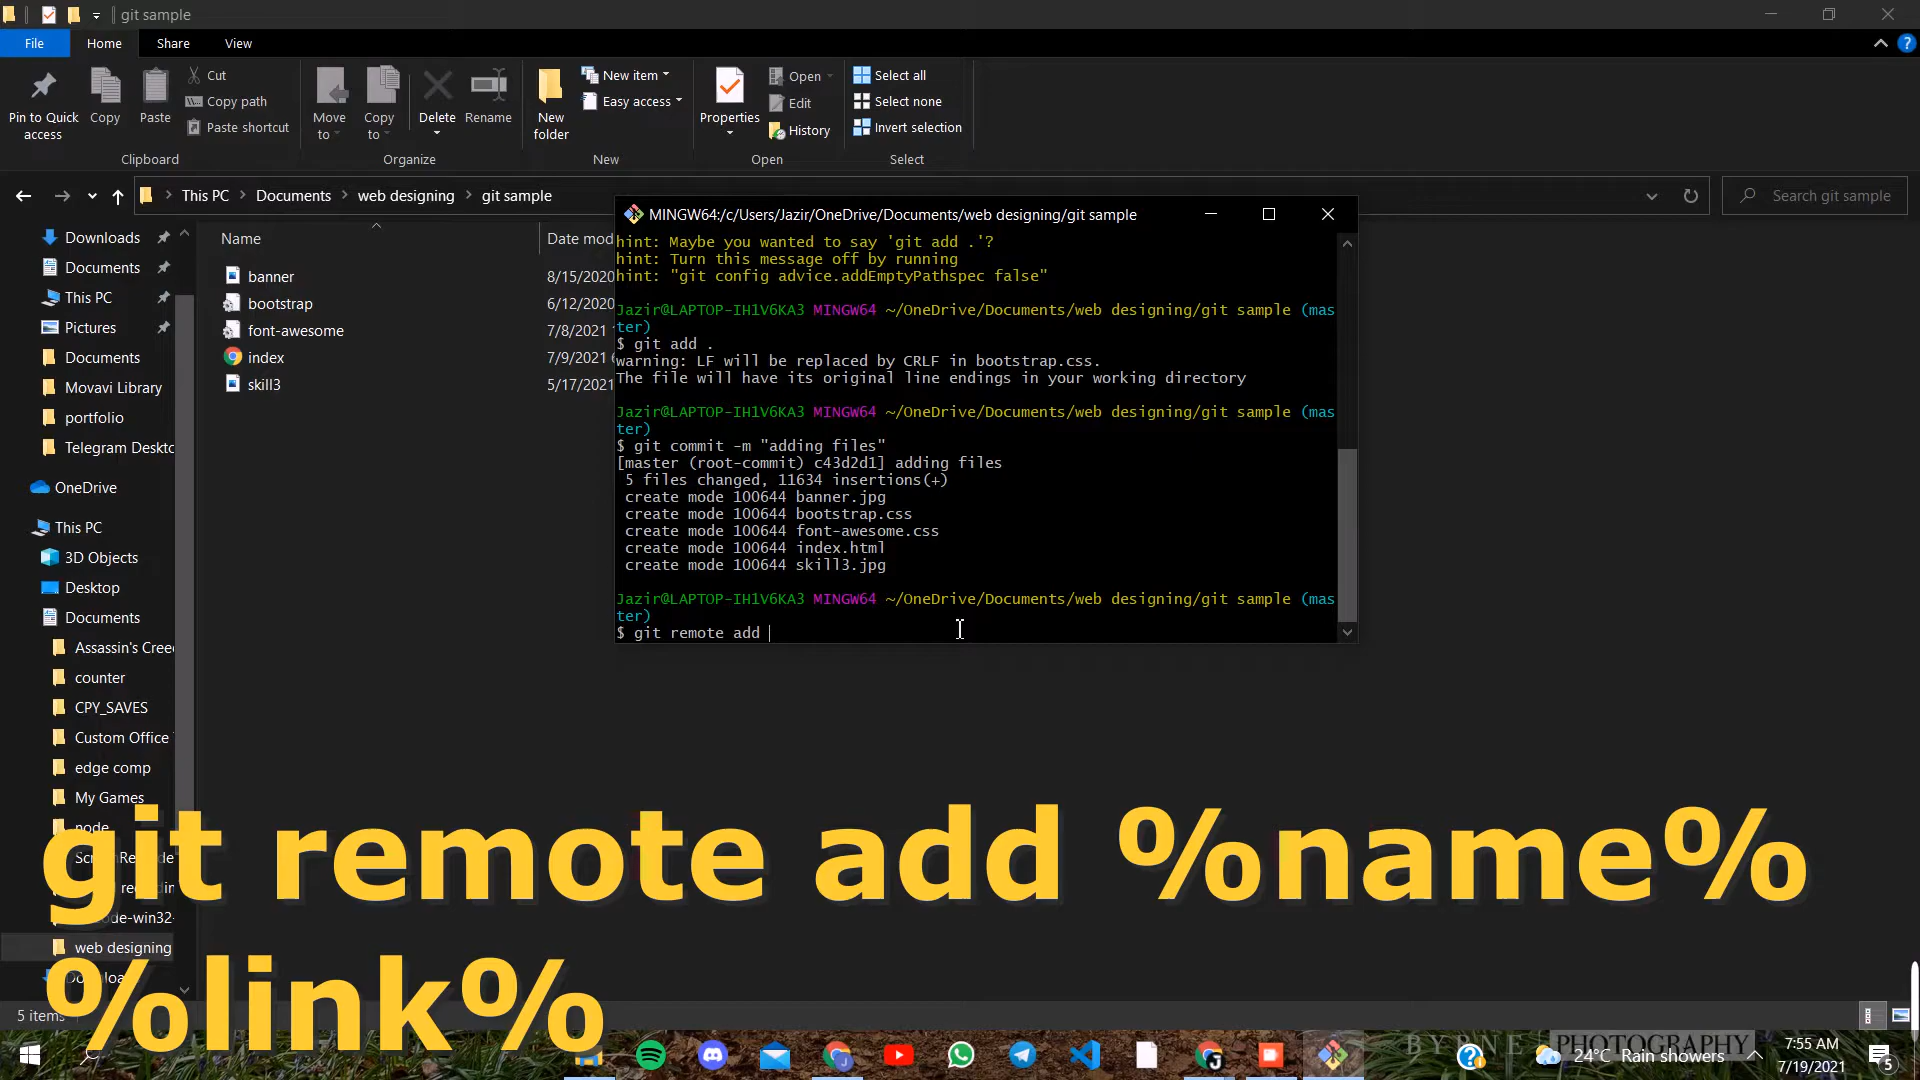 git sample
File Home Share View
Pin to Quick access
Copy
Paste
Cut
Copy path
Paste shortcut
Clipboard
Move to
Copy to
Delete
Rename
Organize
New folder
New item
Easy access
New
Properties
Open
Edit
History
Open
Select all
Select none
Invert selection
Select
This PC > Documents > web designing > git sample
Search git sample
Downloads
Documents
This PC
Pictures
Documents
Movavi Library
portfolio
Telegram Deskto
OneDrive
This PC
3D Objects
Desktop
Documents
Assassin's Cree
counter
CPY_SAVES
Custom Office
edge comp
My Games
node
web designing
5 items
Name Date mod
banner 8/15/2020
bootstrap 6/12/2020
font-awesome 7/8/2021
index 7/9/2021
skill3 5/17/2021
MINGW64:/c/Users/Jazir/OneDrive/Documents/web designing/git sample
hint: Maybe you wanted to say 'git add .'?
hint: Turn this message off by running
hint: "git config advice.addEmptyPathspec false"
Jazir@LAPTOP-IH1V6KA3 MINGW64 ~/OneDrive/Documents/web designing/git sample (mas
ter)
$ git add .
warning: LF will be replaced by CRLF in bootstrap.css.
The file will have its original line endings in your working directory
Jazir@LAPTOP-IH1V6KA3 MINGW64 ~/OneDrive/Documents/web designing/git sample (mas
ter)
$ git commit -m "adding files"
[master (root-commit) c43d2d1] adding files
5 files changed, 11634 insertions(+)
create mode 100644 banner.jpg
create mode 100644 bootstrap.css
create mode 100644 font-awesome.css
create mode 100644 index.html
create mode 100644 skill3.jpg
Jazir@LAPTOP-IH1V6KA3 MINGW64 ~/OneDrive/Documents/web designing/git sample (mas
ter)
$ git remote add
git remote add %name%
%link%
BYRNE PHOTOGRAPHY
24°C Rain showers
7:55 AM
7/19/2021
5